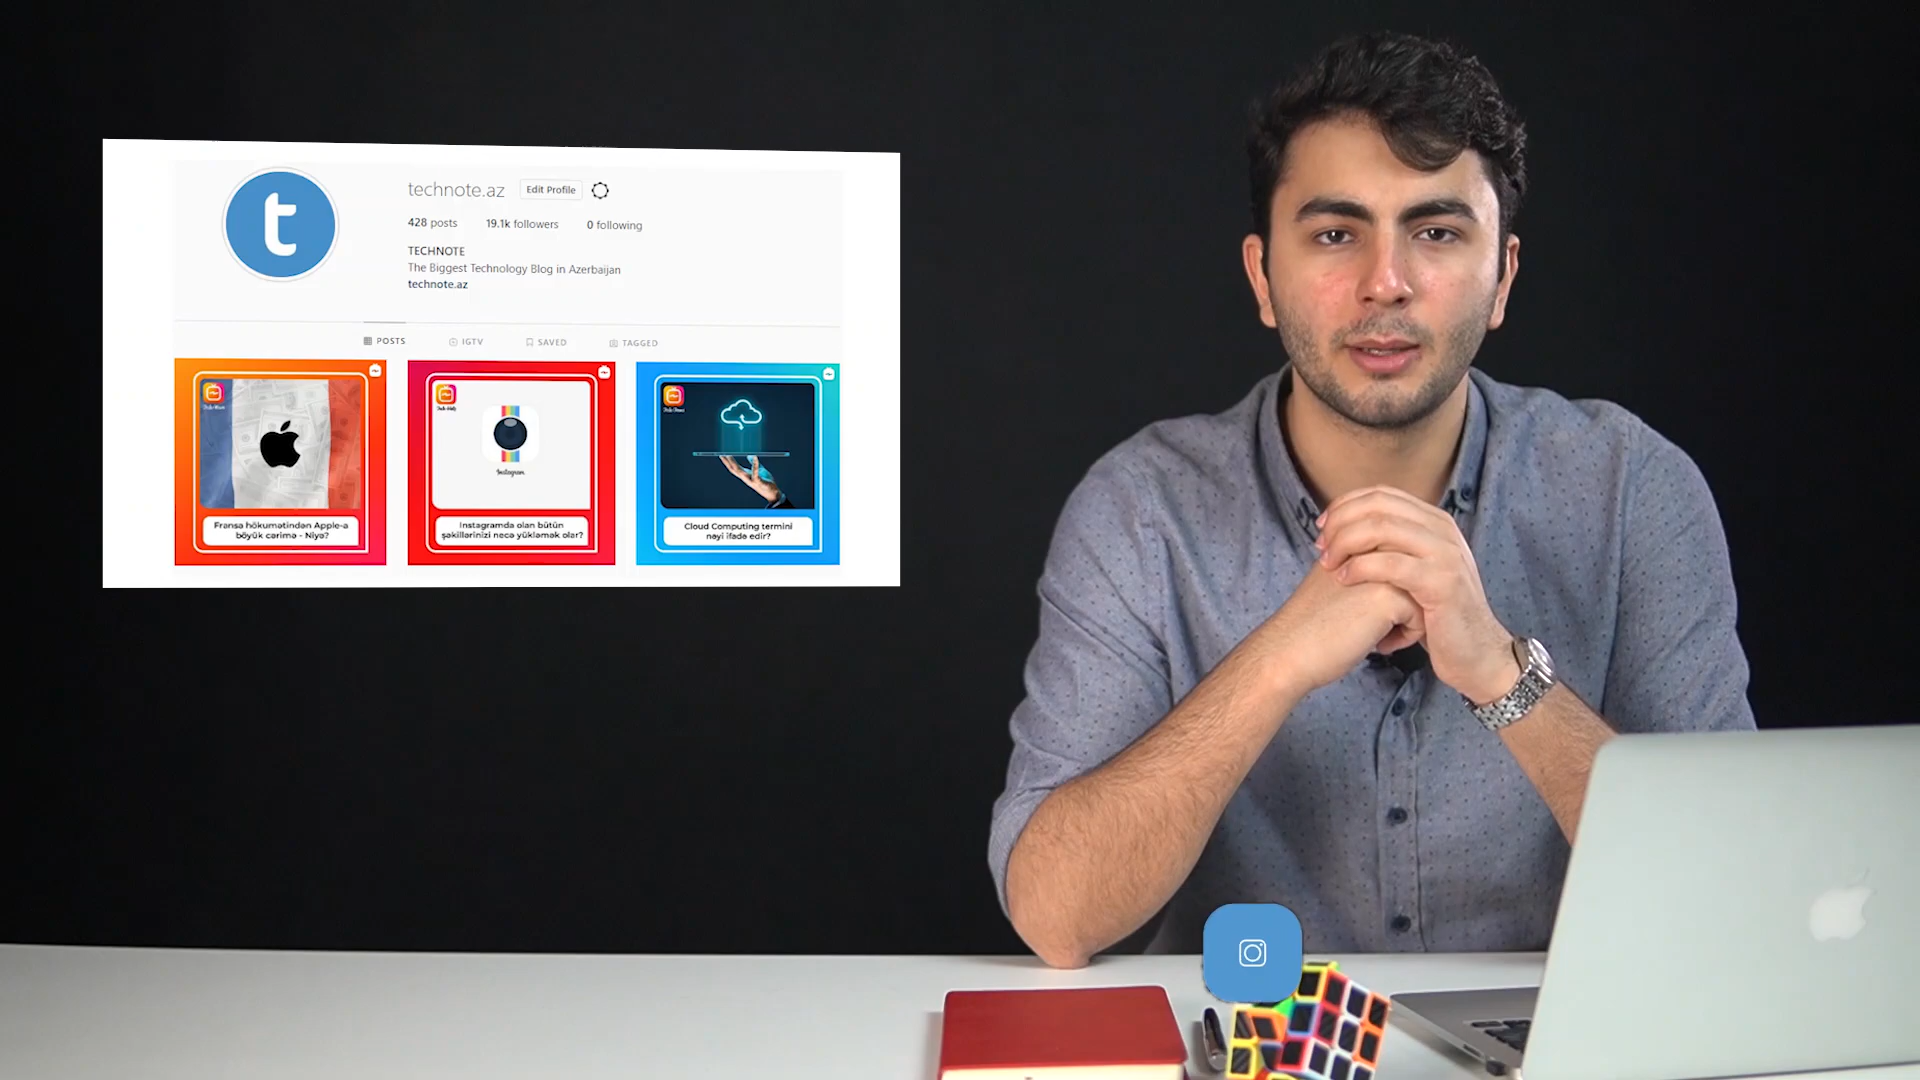 t
technote.az Edit Profile
428 posts 19.1k followers 0 following
TECHNOTE
The Biggest Technology Blog in Azerbaijan
technote.az
POSTS IGTV SAVED TAGGED
Fransa hökumətindən Apple-a
böyük cərimə - Niyə?
Instagram
Instagramda olan bütün
şəkillərinizi necə yükləmək olar?
Cloud Computing termini
nəyi ifadə edir?